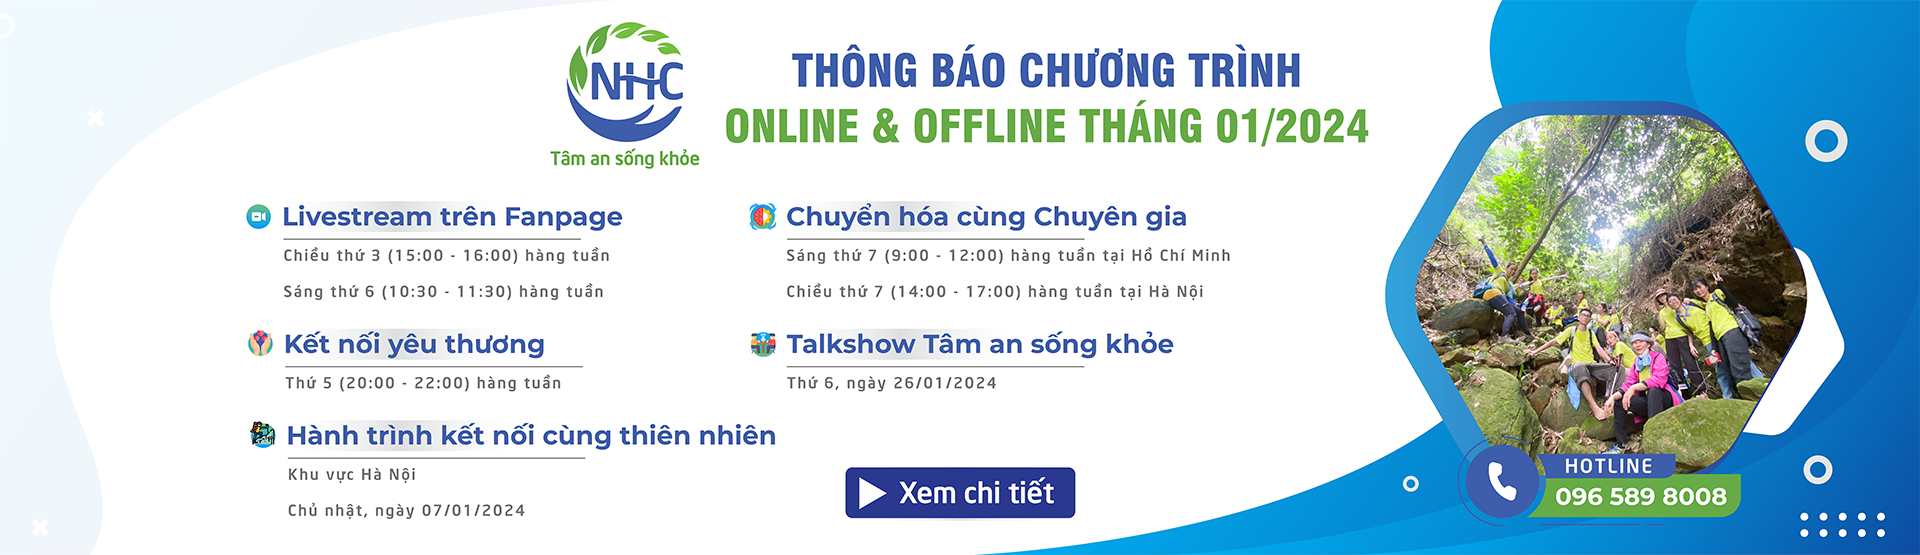 NHC
Tâm an sống khỏe
THÔNG BÁO CHƯƠNG TRÌNH
ONLINE & OFFLINE THÁNG 01/2024
Livestream trên Fanpage
Chiều thứ 3 (15:00 - 16:00) hàng tuần
Sáng thứ 6 (10:30 - 11:30) hàng tuần
Kết nối yêu thương
Thứ 5 (20:00 - 22:00) hàng tuần
Hành trình kết nối cùng thiên nhiên
Khu vực Hà Nội
Chủ nhật, ngày 07/01/2024
Chuyển hóa cùng Chuyên gia
Sáng thứ 7 (9:00 - 12:00) hàng tuần tại Hồ Chí Minh
Chiều thứ 7 (14:00 - 17:00) hàng tuần tại Hà Nội
Talkshow Tâm an sống khỏe
Thứ 6, ngày 26/01/2024
Xem chi tiết
HOTLINE
096 589 8008